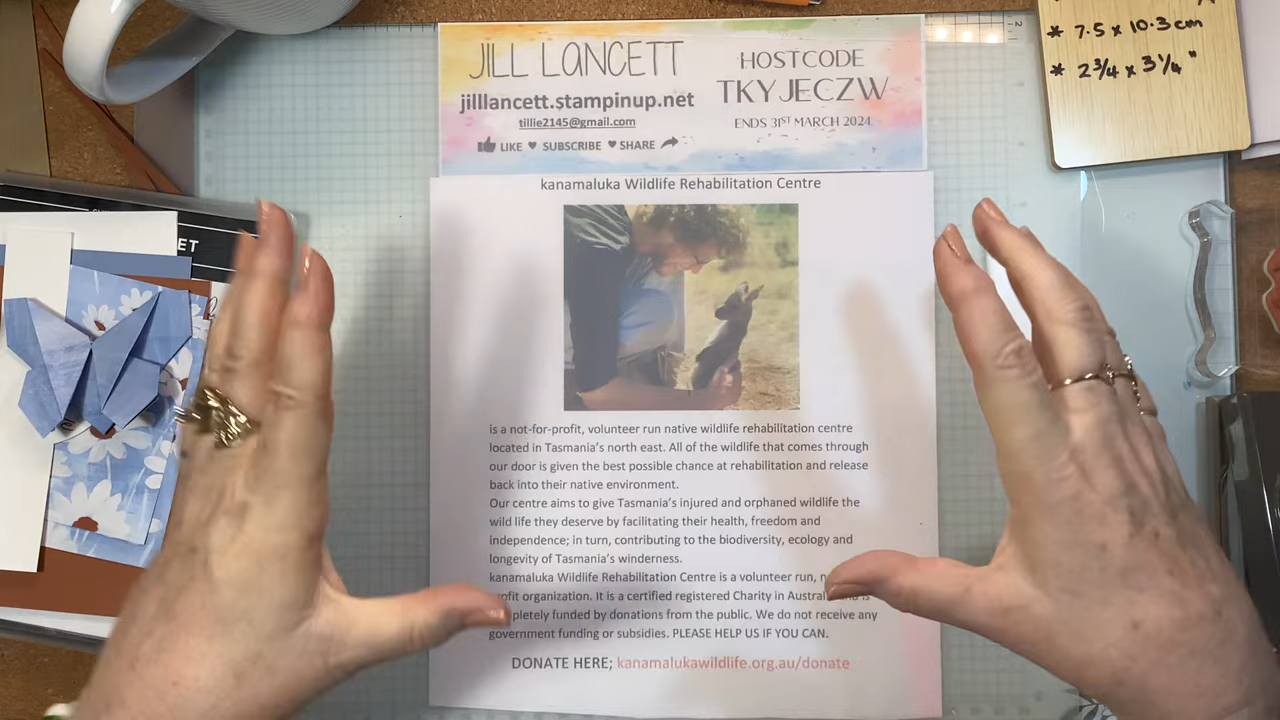 JILL LANCETT
jilllancett.stampinup.net
tillie2145@gmail.com
LIKE ♥ SUBSCRIBE ♥ SHARE
HOSTCODE
TKYJECZW
ENDS 31ST MARCH 2024.
* 7.5 x 10.3 cm
* 2 3/4 x 3 1/4 "
ET
kanamaluka Wildlife Rehabilitation Centre
is a not-for-profit, volunteer run native wildlife rehabilitation centre
located in Tasmania's north east. All of the wildlife that comes through
our door is given the best possible chance at rehabilitation and release
back into their native environment.
Our centre aims to give Tasmania's injured and orphaned wildlife the
wild life they deserve by facilitating their health, freedom and
independence; in turn, contributing to the biodiversity, ecology and
longevity of Tasmania's winderness.
kanamaluka Wildlife Rehabilitation Centre is a volunteer run,
organization. It is a certified registered Charity in
funded by donations from the public. We do not receive any
government funding or subsidies. PLEASE HELP US IF YOU CAN.
DONATE HERE; kanamalukawildlife.org.au/donate